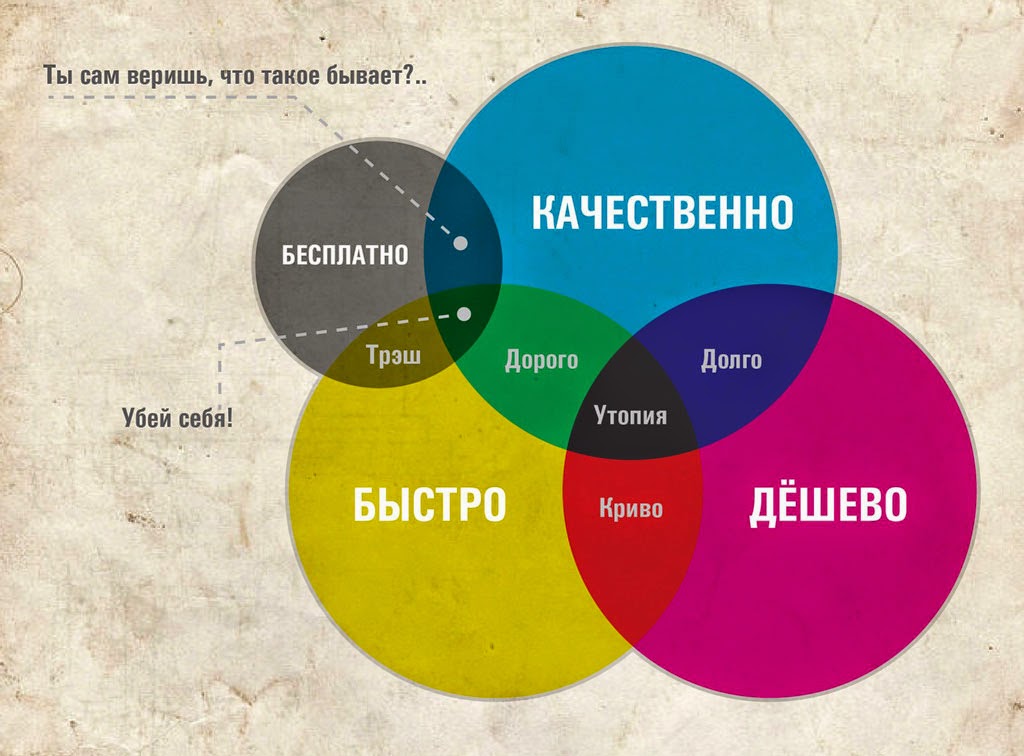 Ты сам веришь, что такое бывает?..
КАЧЕСТВЕННО
БЕСПЛАТНО
Трэш
Дорого
Долго
Убей себя!
Утопия
БЫСТРО
Криво
ДЁШЕВО